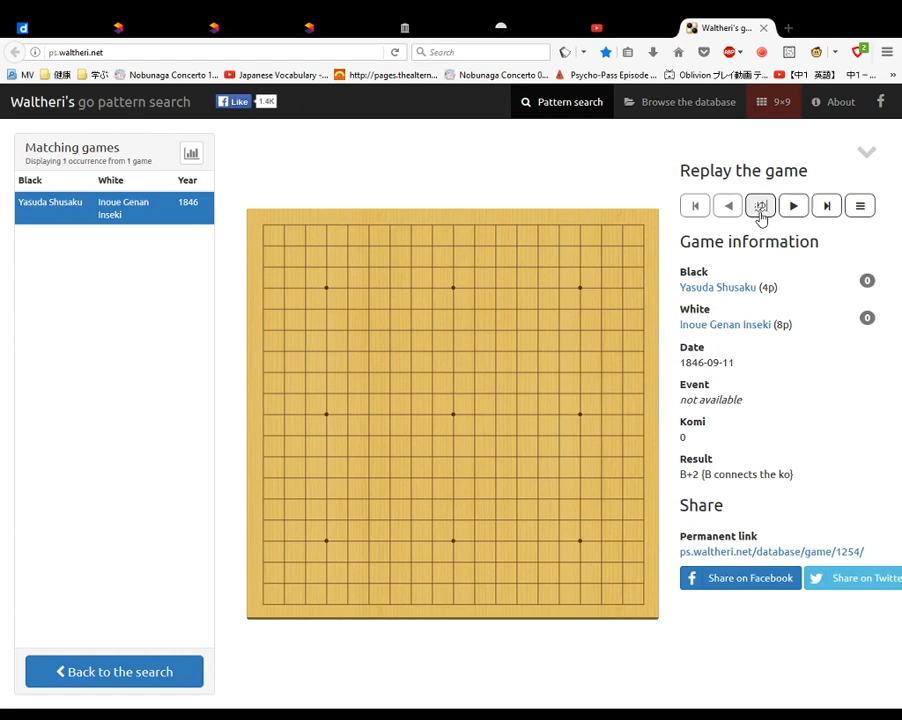 Waltheri's g...
ps.waltheri.net
Search
ABP
2
MV
健康
学ぶ
Nobunaga Concerto 1...
Japanese Vocabulary -...
http://pages.thealtern...
Nobunaga Concerto 0...
Psycho-Pass Episode ...
Oblivion プレイ動画 テ...
【中1 英語】 中1 – ...
Waltheri's go pattern search
Like
1.4K
Pattern search
Browse the database
9×9
About
Matching games
Displaying 1 occurrence from 1 game
Black White Year
Yasuda Shusaku Inoue Genan Inseki 1846
Back to the search
Replay the game
Game information
Black
Yasuda Shusaku (4p)
0
White
Inoue Genan Inseki (8p)
0
Date
1846-09-11
Event
not available
Komi
0
Result
B+2 {B connects the ko}
Share
Permanent link
ps.waltheri.net/database/game/1254/
Share on Facebook
Share on Twitte